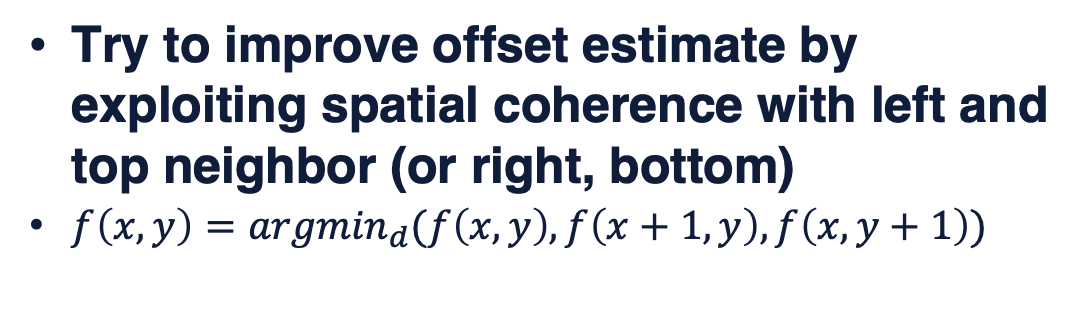 • Try to improve offset estimate by
exploiting spatial coherence with left and
top neighbor (or right, bottom)
• f(x, y) = argmin_d(f(x, y), f(x + 1, y), f(x, y + 1))